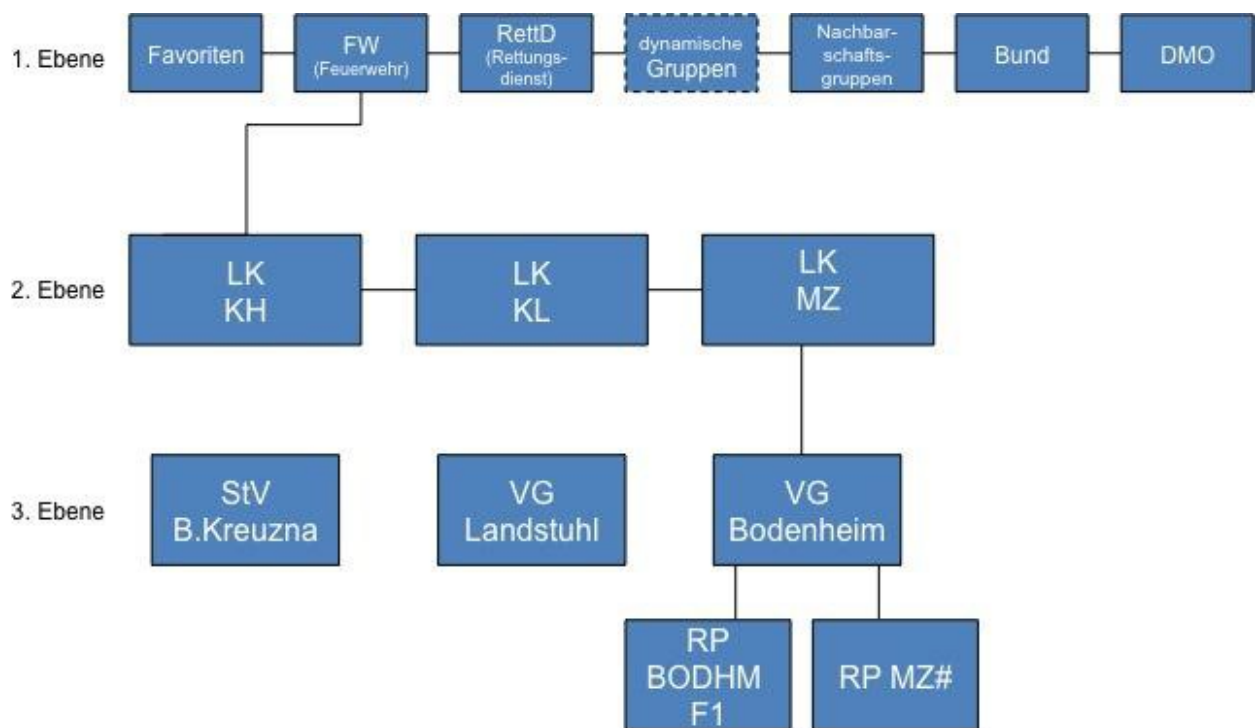 1. Ebene
Favoriten
FW
(Feuerwehr)
RettD
(Rettungs-
dienst)
dynamische
Gruppen
Nachbar-
schafts-
gruppen
Bund
DMO
2. Ebene
LK
KH
LK
KL
LK
MZ
3. Ebene
StV
B.Kreuzna
VG
Landstuhl
VG
Bodenheim
RP
BODHM
F1
RP MZ#